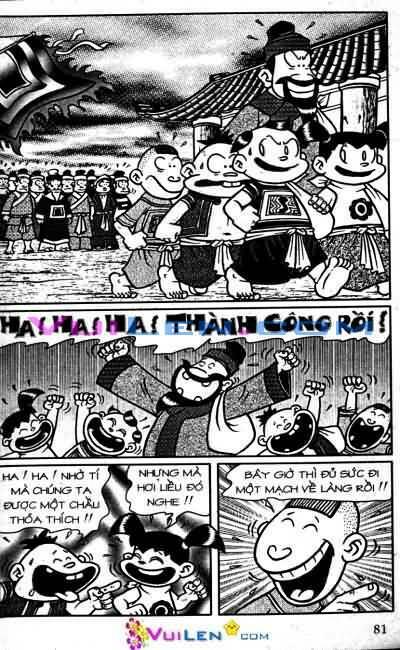 HA! HA! HA! THÀNH CÔNG RỒI!
HA! HA! NHỜ TÍ
MÀ CHÚNG TA
ĐƯỢC MỘT CHẦU
THỎA THÍCH!!
NHƯNG MÀ
HƠI LIỀU ĐÓ
NGHE!!
BÂY GIỜ THÌ ĐỦ SỨC ĐI
MỘT MẠCH VỀ LÀNG RỒI!!
81
VUILEN.COM